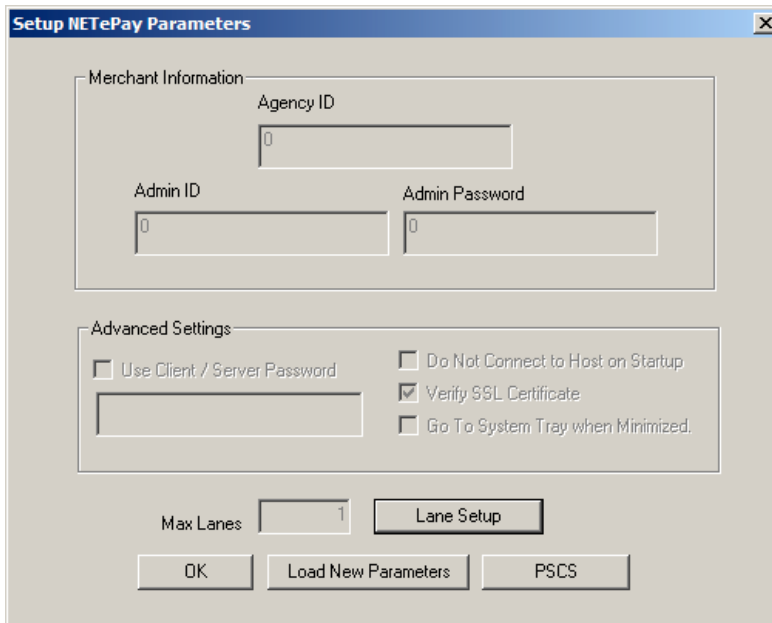 Setup NETePay Parameters
Merchant Information
Agency ID
0
Admin ID Admin Password
0 0
Advanced Settings
Use Client / Server Password
Do Not Connect to Host on Startup
Verify SSL Certificate
Go To System Tray when Minimized.
Max Lanes 1 Lane Setup
OK Load New Parameters PSCS